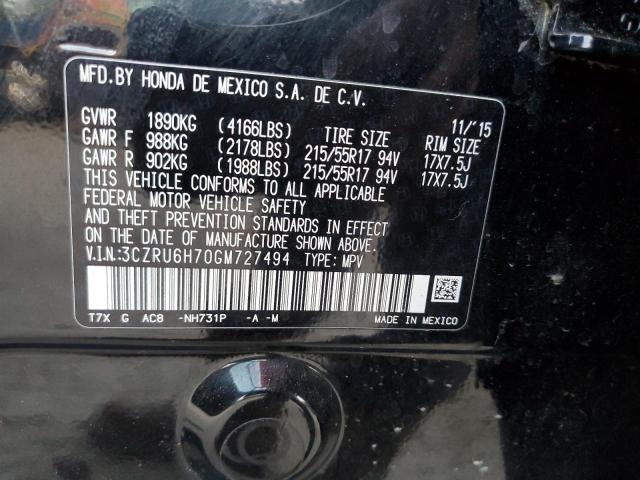 MFD.BY HONDA DE MEXICO S.A. DE C.V.
11/'15
GVWR 1890KG (4166LBS) TIRE SIZE RIM SIZE
GAWR F 988KG (2178LBS) 215/55R17 94V 17X7.5J
GAWR R 902KG (1988LBS) 215/55R17 94V 17X7.5J
THIS VEHICLE CONFORMS TO ALL APPLICABLE
FEDERAL MOTOR VEHICLE SAFETY
AND THEFT PREVENTION STANDARDS IN EFFECT
ON THE DATE OF MANUFACTURE SHOWN ABOVE.
V.I.N:3CZRU6H70GM727494 TYPE: MPV
T7X G AC8 -NH731P -A -M MADE IN MEXICO